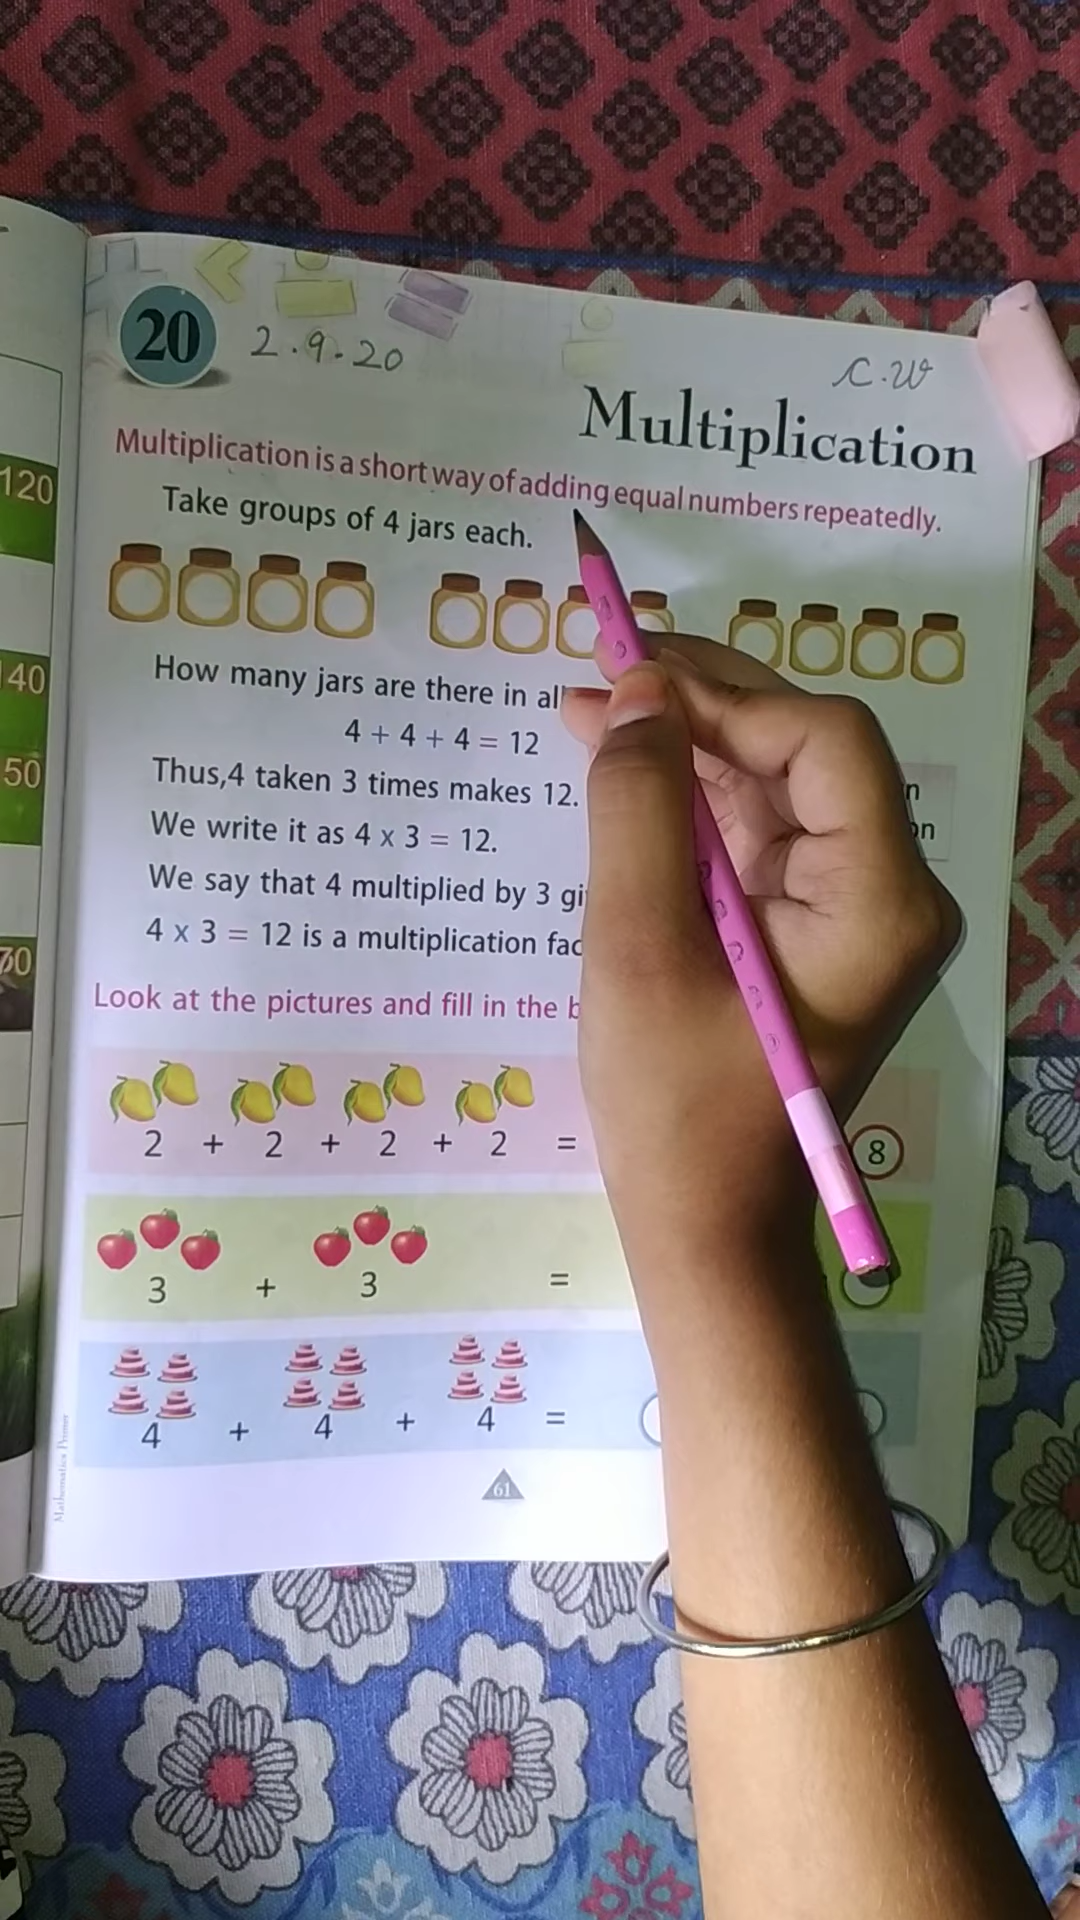 20
2.9.20
C.W
Multiplication
Multiplication is a short way of adding equal numbers repeatedly.
Take groups of 4 jars each.
How many jars are there in all
4 + 4 + 4 = 12
Thus,4 taken 3 times makes 12.
We write it as 4 x 3 = 12.
We say that 4 multiplied by 3
4 x 3 = 12 is a multiplication
Look at the pictures and fill in the
2 + 2 + 2 + 2 = 8
3 + 3 =
4 + 4 + 4 =
61
Mathematics Primer
120
140
50
70